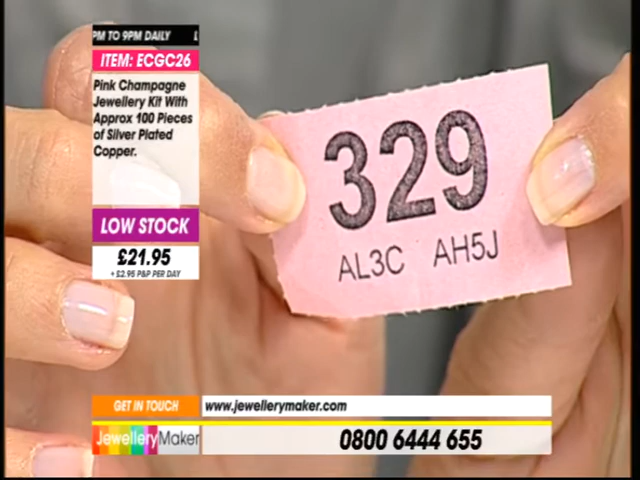 PM TO 9PM DAILY
ITEM: ECGC26
Pink Champagne
Jewellery Kit With
Approx 100 Pieces
of Silver Plated
Copper.
LOW STOCK
£21.95
+ £2.95 P&P PER DAY
329
AL3C AH5J
GET IN TOUCH
www.jewellerymaker.com
JewelleryMaker
0800 6444 655